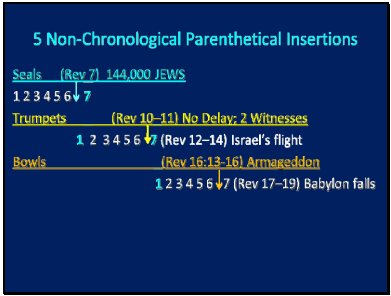 5 Non-Chronological Parenthetical Insertions
Seals (Rev 7) 144,000 JEWS
1 2 3 4 5 6 7
Trumpets (Rev 10–11) No Delay; 2 Witnesses
1 2 3 4 5 6 7 (Rev 12–14) Israel's flight
Bowls (Rev 16:13-16) Armageddon
1 2 3 4 5 6 7 (Rev 17–19) Babylon falls